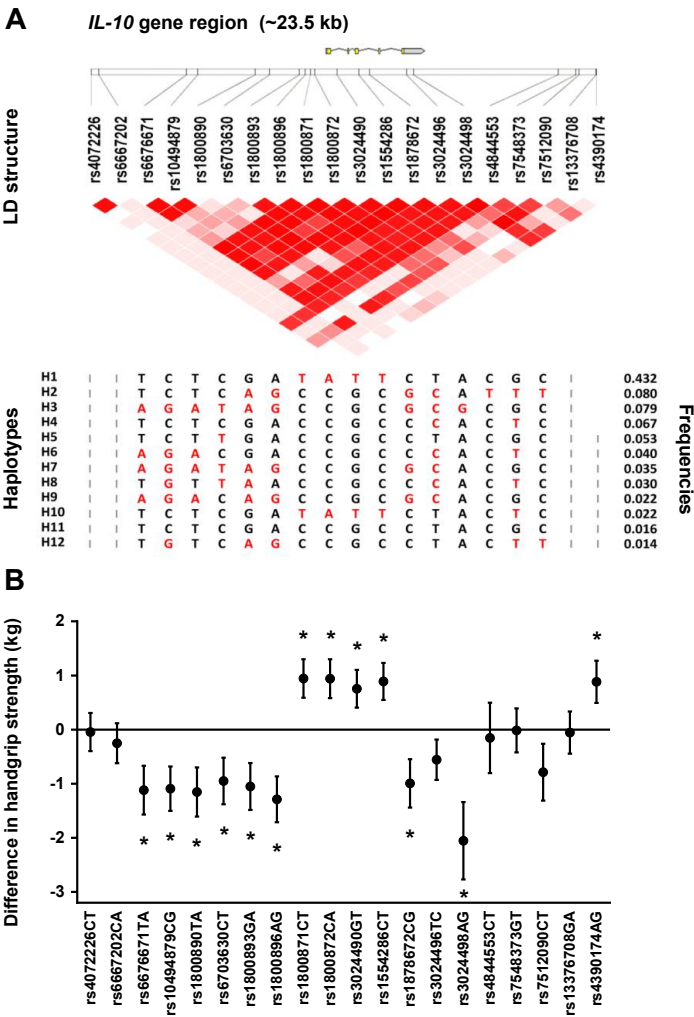 A
IL-10 gene region (~23.5 kb)
LD structure
rs4072226
rs6667202
rs6676671
rs10494879
rs1800890
rs6703630
rs1800893
rs1800896
rs1800871
rs1800872
rs3024490
rs1554286
rs1878672
rs3024496
rs3024498
rs4844553
rs7548373
rs7512090
rs13376708
rs4390174
Haplotypes
H1 T C T C G A T A T T C T A C G C 0.432
H2 T C T C A G C C G C G C A T T T 0.080
H3 A G A T A G C C G C G C G C G C 0.079
H4 T C T C G A C C G C C C A C T C 0.067
H5 T C T T G A C C G C C T A C G C 0.053
H6 A G A C G A C C G C C C A C T C 0.040
H7 A G A T A G C C G C G C A C G C 0.035
H8 T G T T A A C C G C C C A C T C 0.030
H9 A G A C A G C C G C G C A C G C 0.022
H10 T C T C G A T A T T C T A C T C 0.022
H11 T C T C G A C C G C C T A C G C 0.016
H12 T G T C A G C C G C C T A C T T 0.014
Frequencies
B
Difference in handgrip strength (kg)
2
1
0
-1
-2
-3
* * * * * * * * * * * * *
rs4072226CT
rs6667202CA
rs6676671TA
rs10494879CG
rs1800890TA
rs6703630CT
rs1800893GA
rs1800896AG
rs1800871CT
rs1800872CA
rs3024490GT
rs1554286CT
rs1878672CG
rs3024496TC
rs3024498AG
rs4844553CT
rs7548373GT
rs7512090CT
rs13376708GA
rs4390174AG